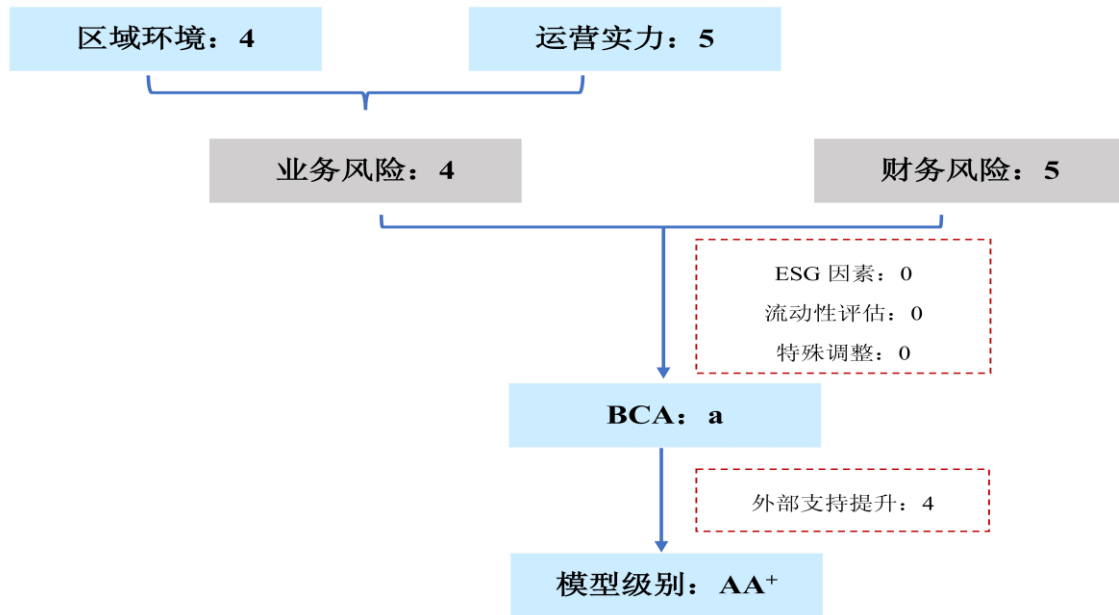 区域环境：4
运营实力：5
业务风险：4
财务风险：5
ESG 因素：0
流动性评估：0
特殊调整：0
BCA：a
外部支持提升：4
模型级别：AA⁺